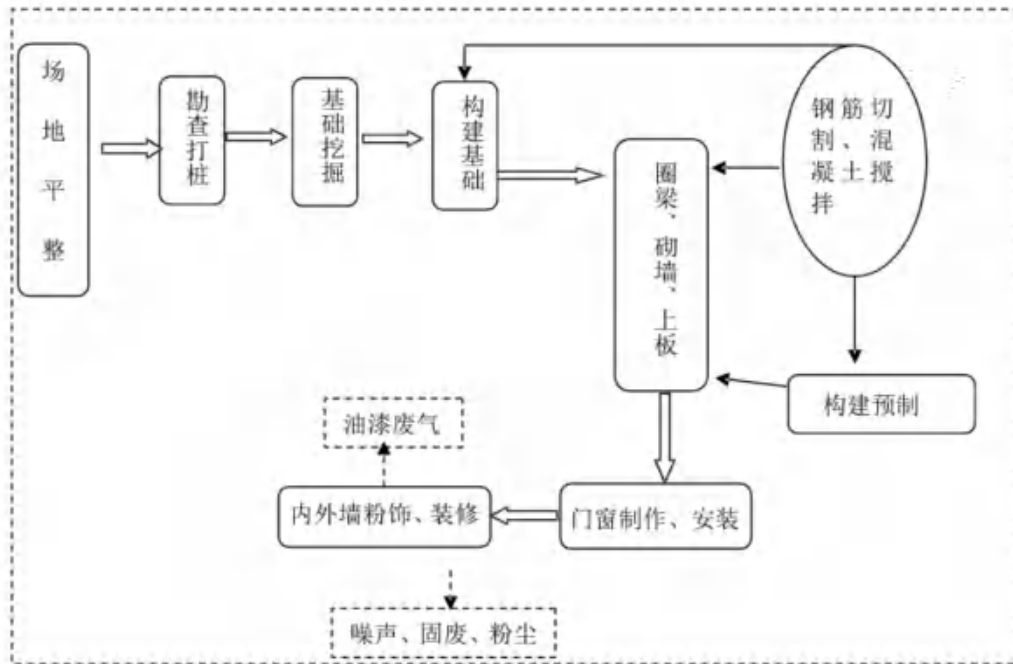 场地平整
勘查打桩
基础挖掘
构建基础
钢筋切
割、混
凝土搅
拌
圈梁、砌墙、上板
构建预制
油漆废气
内外墙粉饰、装修
门窗制作、安装
噪声、固废、粉尘